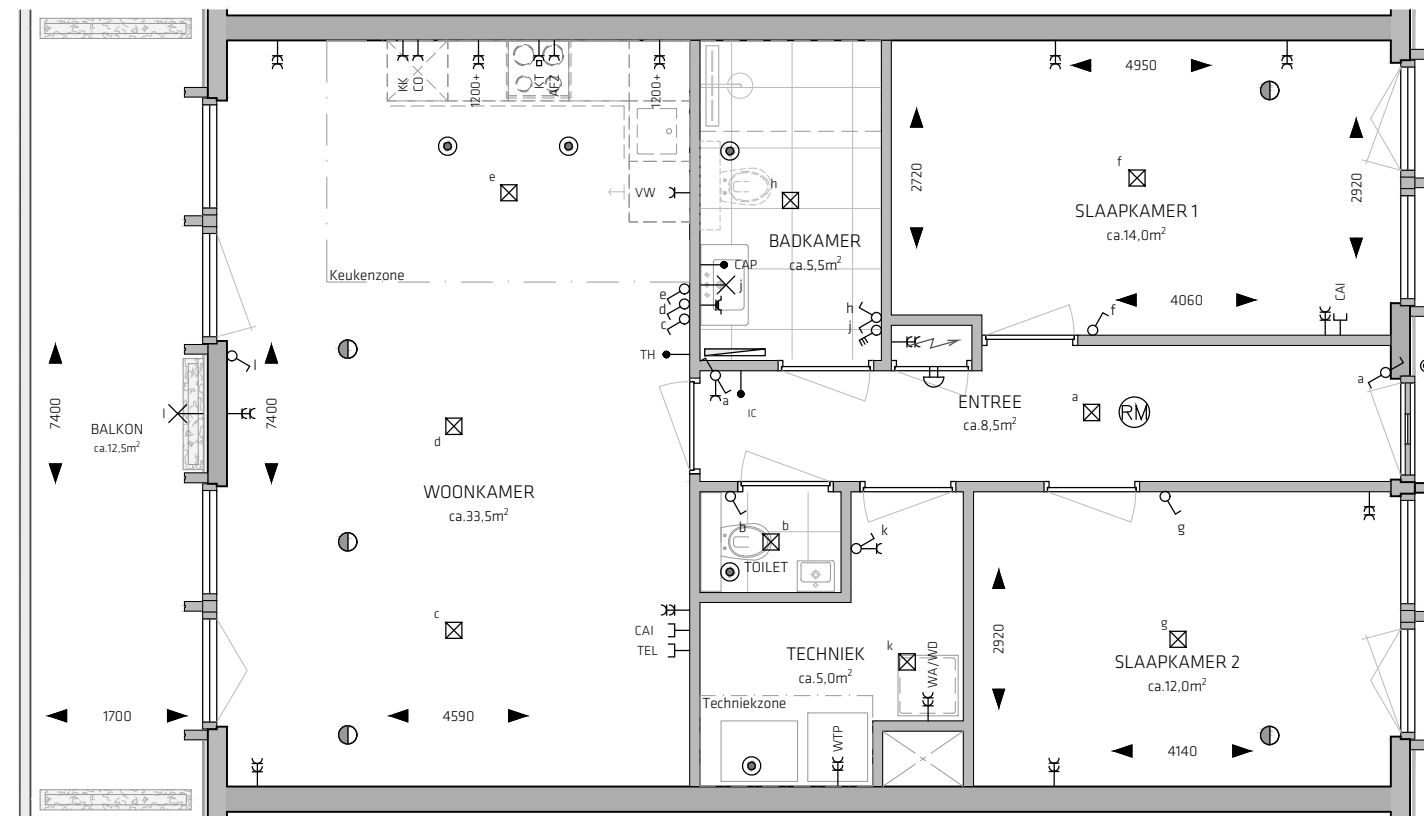 KK
CO
1200+
KT
AFZ
1200+
4950
2720
2920
f
SLAAPKAMER 1
ca.14,0m²
4060
f
CAI
e
VW
h
BADKAMER
ca.5,5m²
CAP
j
Keukenzone
e
d
c
h
j
TH
a
IC
l
7400
7400
l
BALKON
ca.12,5m²
ENTREE
ca.8,5m²
a
RM
a
d
WOONKAMER
ca.33,5m²
b
b
TOILET
k
g
c
CAI
TEL
TECHNIEK
ca.5,0m²
k
WA/WD
2920
g
SLAAPKAMER 2
ca.12,0m²
Techniekzone
WTP
1700
4590
4140